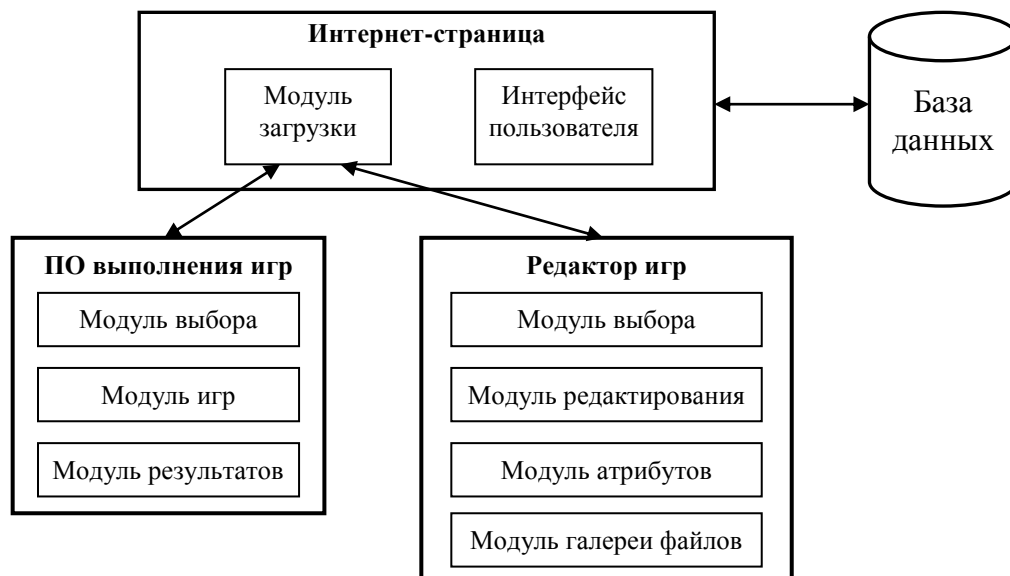 Интернет-страница
Модуль
загрузки
Интерфейс
пользователя
База
данных
ПО выполнения игр
Модуль выбора
Модуль игр
Модуль результатов
Редактор игр
Модуль выбора
Модуль редактирования
Модуль атрибутов
Модуль галереи файлов